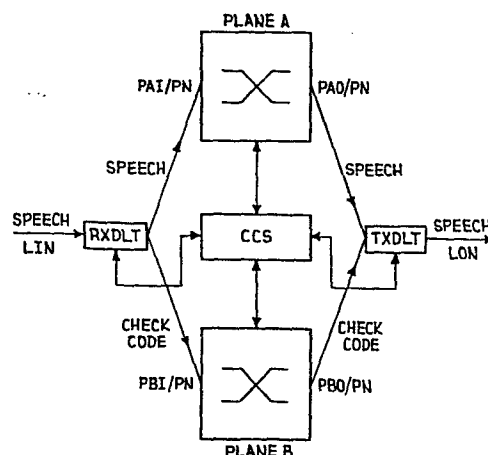 PLANE A
PAI/PN
PAO/PN
SPEECH
SPEECH
SPEECH
LIN
RXDLT
CCS
TXDLT
SPEECH
LON
CHECK
CODE
CHECK
CODE
PBI/PN
PBO/PN
PLANE B